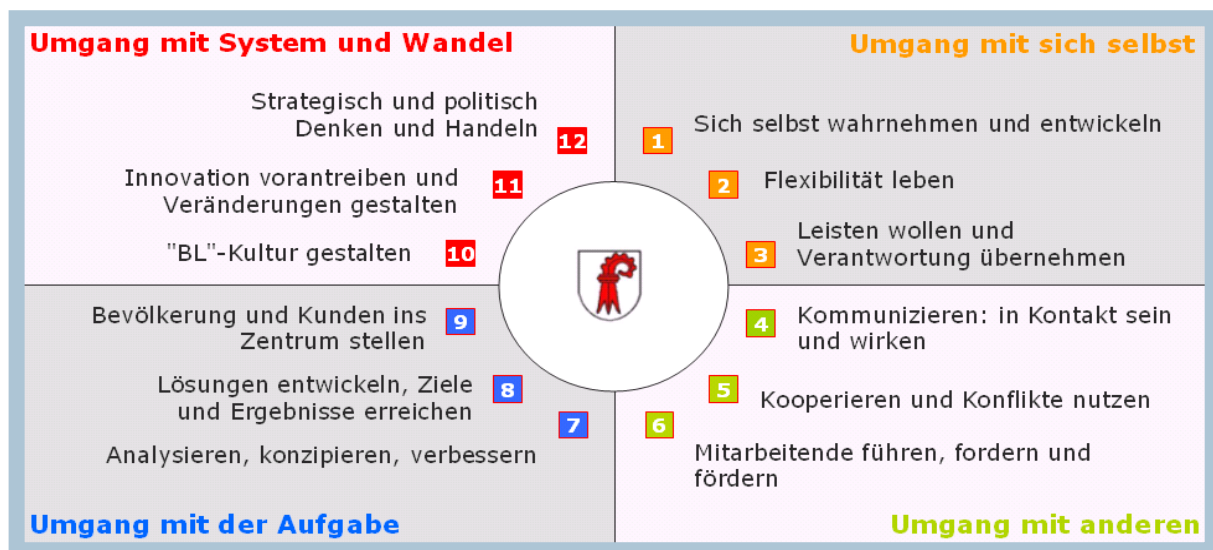 Umgang mit System und Wandel
Strategisch und politisch
Denken und Handeln
12
Innovation vorantreiben und
Veränderungen gestalten
11
"BL"-Kultur gestalten
10
Umgang mit sich selbst
1
Sich selbst wahrnehmen und entwickeln
2
Flexibilität leben
3
Leisten wollen und
Verantwortung übernehmen
Bevölkerung und Kunden ins
Zentrum stellen
9
Lösungen entwickeln, Ziele
und Ergebnisse erreichen
8
7
Analysieren, konzipieren, verbessern
Umgang mit der Aufgabe
4
Kommunizieren: in Kontakt sein
und wirken
5
Kooperieren und Konflikte nutzen
6
Mitarbeitende führen, fordern und
fördern
Umgang mit anderen